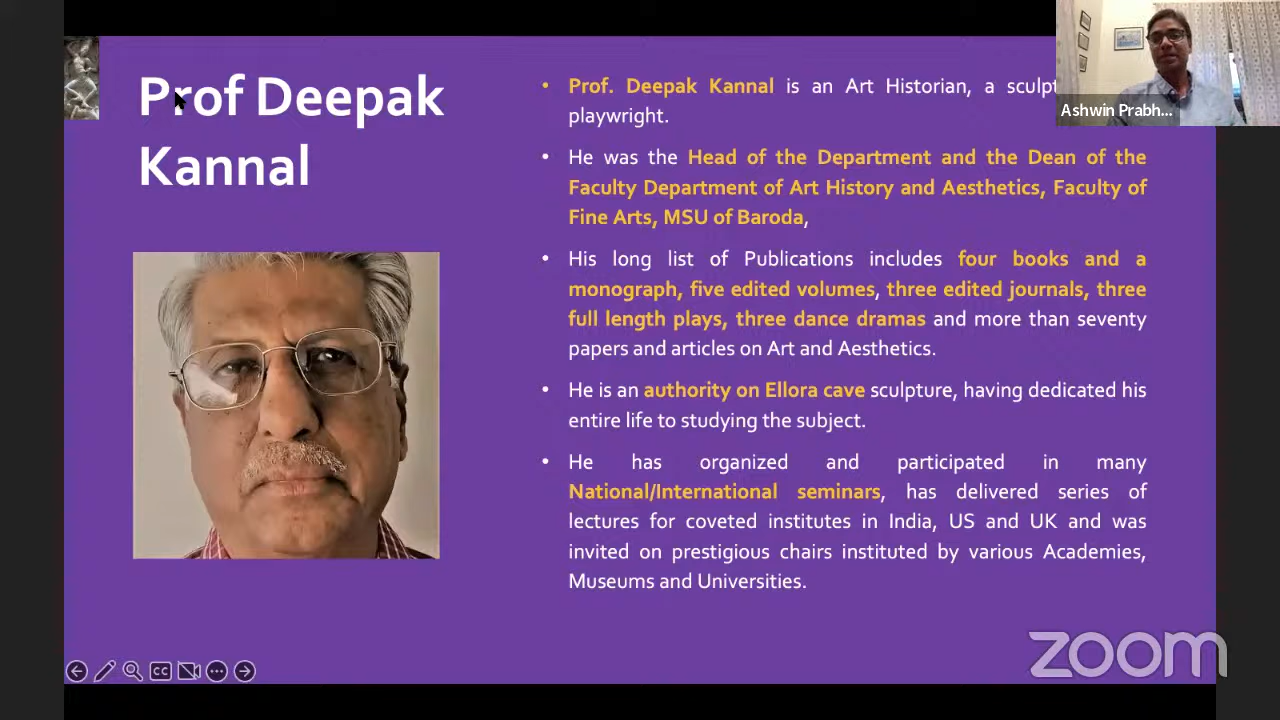 Prof Deepak
Kannal
• Prof. Deepak Kannal is an Art Historian, a
playwright.
• He was the Head of the Department and the Dean of the
Faculty Department of Art History and Aesthetics, Faculty of
Fine Arts, MSU of Baroda,
• His long list of Publications includes four books and a
monograph, five edited volumes, three edited journals, three
full length plays, three dance dramas and more than seventy
papers and articles on Art and Aesthetics.
• He is an authority on Ellora cave sculpture, having dedicated his
entire life to studying the subject.
• He has organized and participated in many
National/International seminars, has delivered series of
lectures for coveted institutes in India, US and UK and was
invited on prestigious chairs instituted by various Academies,
Museums and Universities.
Ashwin Prabh...
CC
zoom